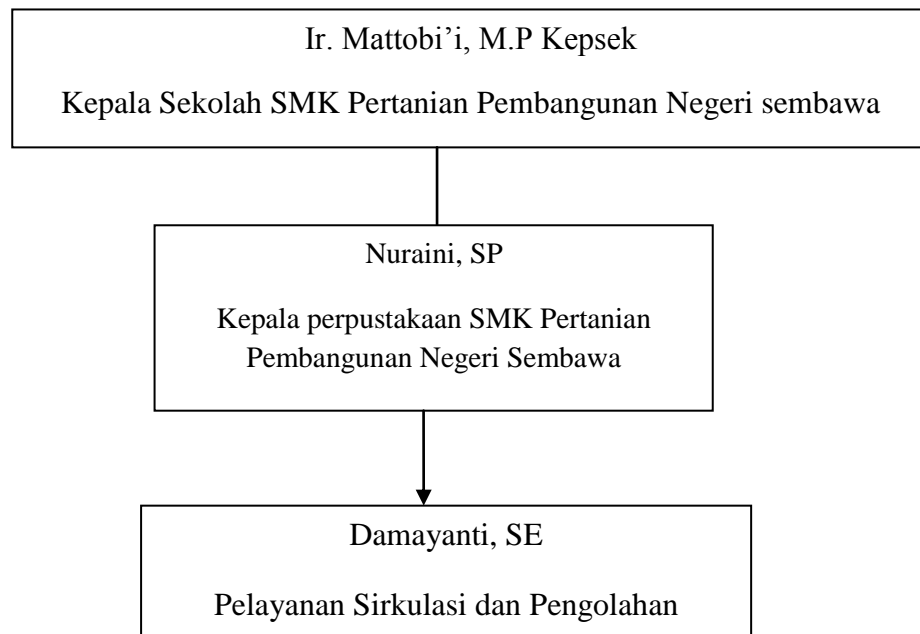 Ir. Mattobi’i, M.P Kepsek
Kepala Sekolah SMK Pertanian Pembangunan Negeri sembawa
Nuraini, SP
Kepala perpustakaan SMK Pertanian
Pembangunan Negeri Sembawa
Damayanti, SE
Pelayanan Sirkulasi dan Pengolahan